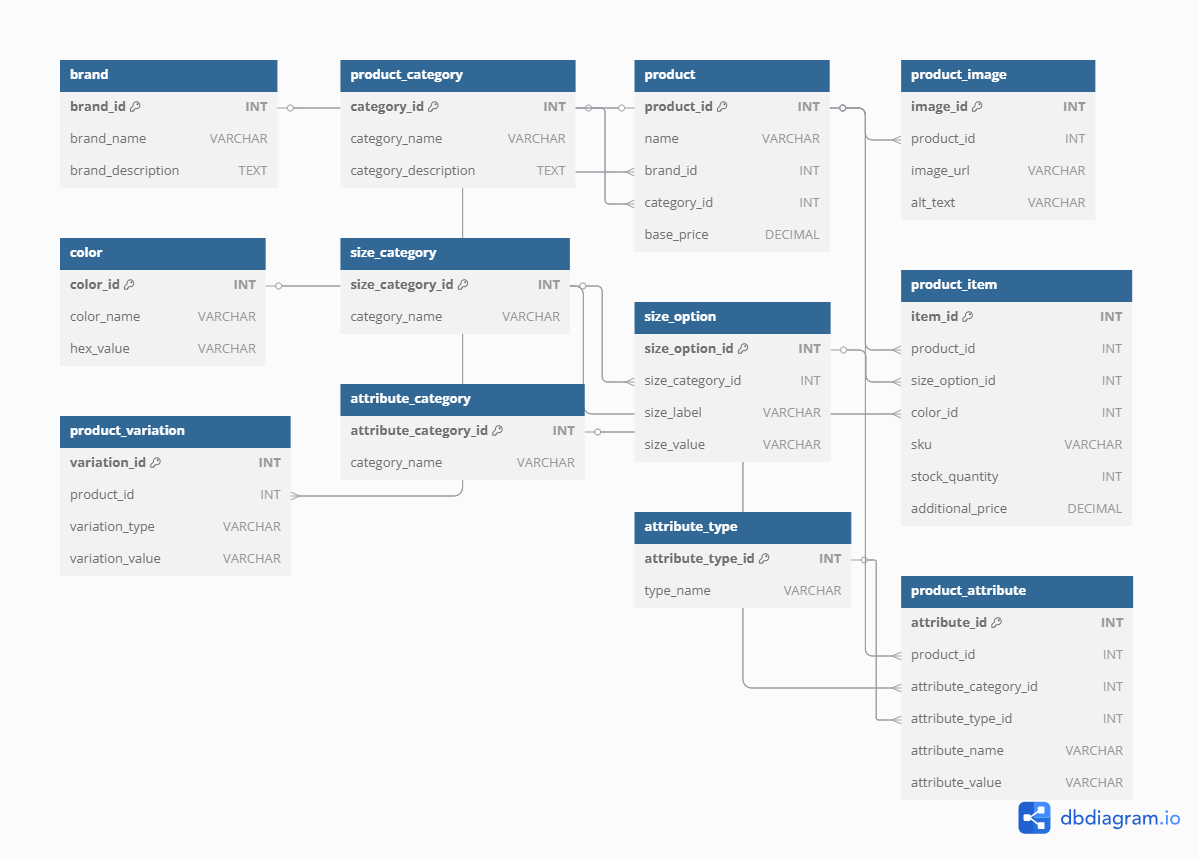 brand
brand_id INT
brand_name VARCHAR
brand_description TEXT
product_category
category_id INT
category_name VARCHAR
category_description TEXT
product
product_id INT
name VARCHAR
brand_id INT
category_id INT
base_price DECIMAL
product_image
image_id INT
product_id INT
image_url VARCHAR
alt_text VARCHAR
color
color_id INT
color_name VARCHAR
hex_value VARCHAR
size_category
size_category_id INT
category_name VARCHAR
size_option
size_option_id INT
size_category_id INT
size_label VARCHAR
size_value VARCHAR
product_item
item_id INT
product_id INT
size_option_id INT
color_id INT
sku VARCHAR
stock_quantity INT
additional_price DECIMAL
product_variation
variation_id INT
product_id INT
variation_type VARCHAR
variation_value VARCHAR
attribute_category
attribute_category_id INT
category_name VARCHAR
attribute_type
attribute_type_id INT
type_name VARCHAR
product_attribute
attribute_id INT
product_id INT
attribute_category_id INT
attribute_type_id INT
attribute_name VARCHAR
attribute_value VARCHAR
dbdiagram.io